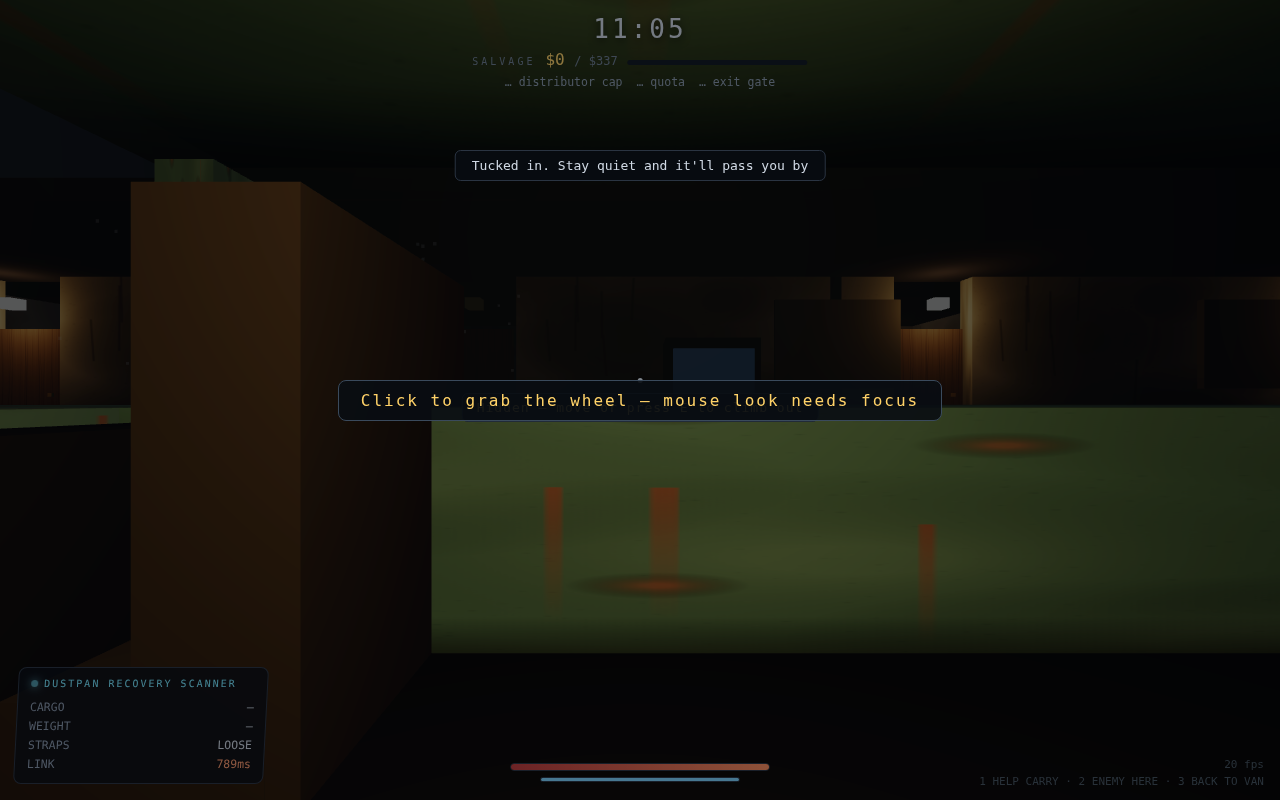 11:05
SALVAGE $0 / $337
… distributor cap … quota … exit gate
Tucked in. Stay quiet and it'll pass you by
Click to grab the wheel — mouse look needs focus
DUSTPAN RECOVERY SCANNER
CARGO —
WEIGHT —
STRAPS LOOSE
LINK 789ms
20 fps
1 HELP CARRY · 2 ENEMY HERE · 3 BACK TO VAN